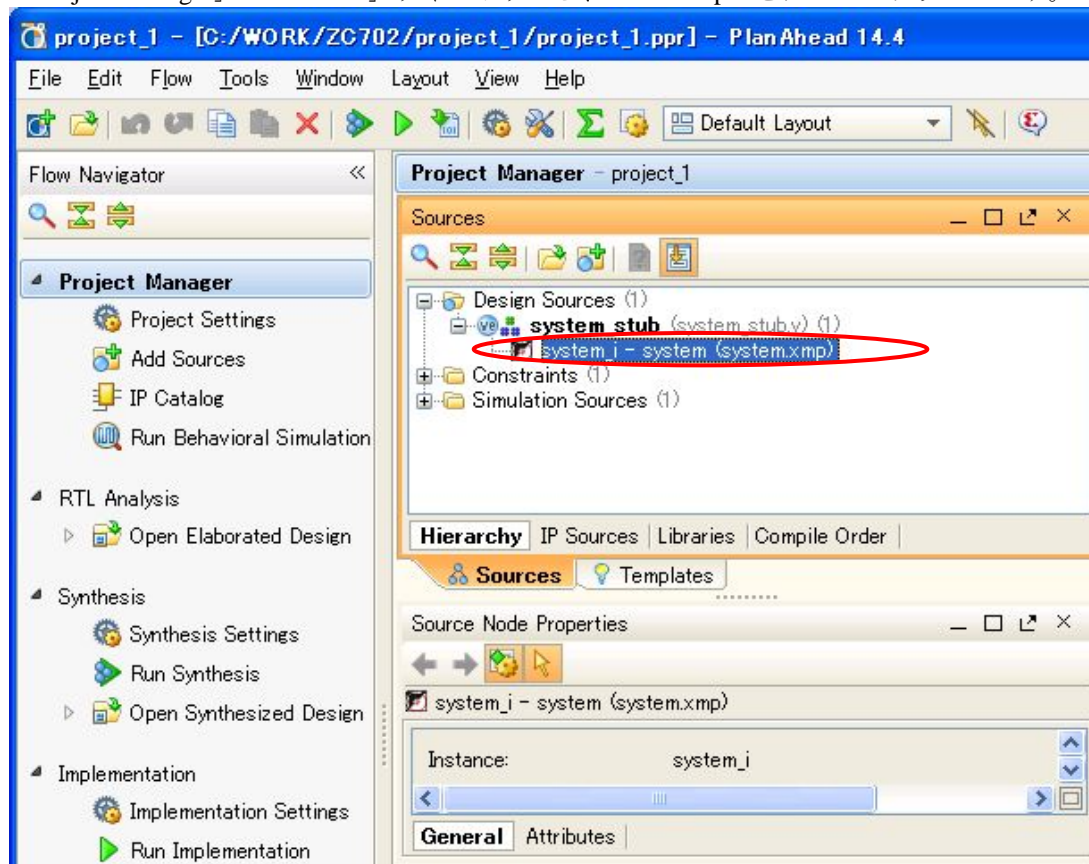 project_1 - [C:/WORK/ZC702/project_1/project_1.ppr] - PlanAhead 14.4
File Edit Flow Tools Window Layout View Help
Default Layout
Flow Navigator
Project Manager - project_1
Sources
Project Manager
Project Settings
Add Sources
IP Catalog
Run Behavioral Simulation
Design Sources (1)
system_stub (system_stub.v) (1)
system_i - system (system.xmp)
Constraints (1)
Simulation Sources (1)
RTL Analysis
Open Elaborated Design
Hierarchy IP Sources Libraries Compile Order
Sources Templates
Synthesis
Synthesis Settings
Run Synthesis
Open Synthesized Design
Source Node Properties
system_i - system (system.xmp)
Instance: system_i
General Attributes
Implementation
Implementation Settings
Run Implementation